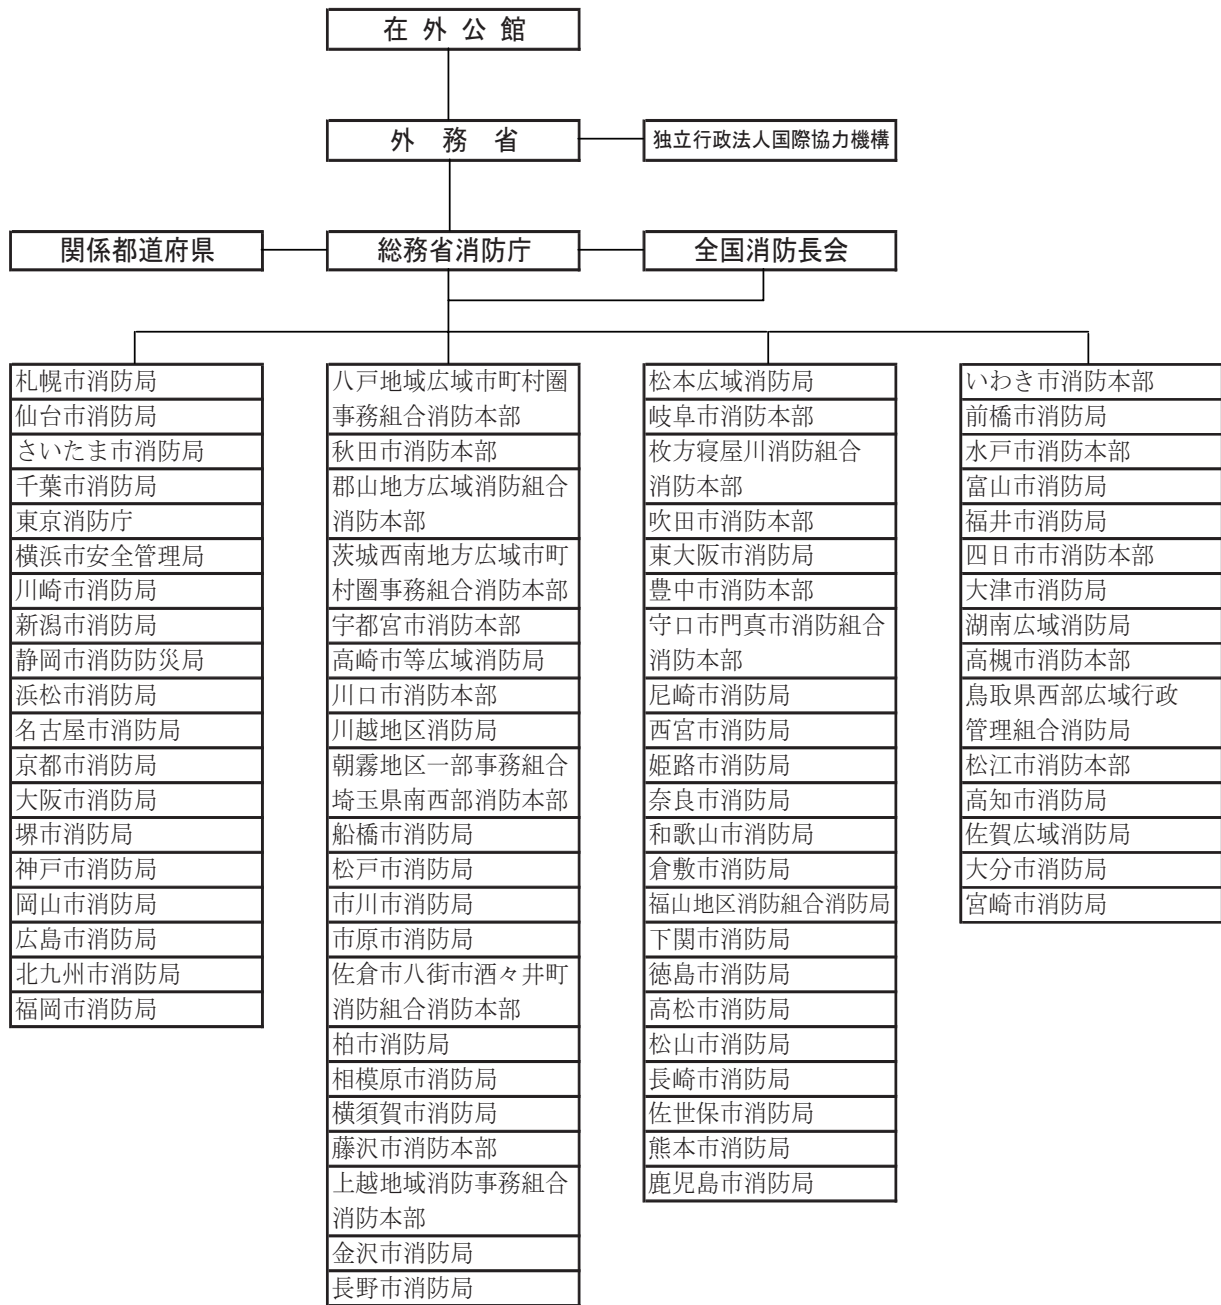 在外公館
外務省
独立行政法人国際協力機構
関係都道府県
総務省消防庁
全国消防長会
札幌市消防局
仙台市消防局
さいたま市消防局
千葉市消防局
東京消防庁
横浜市安全管理局
川崎市消防局
新潟市消防局
静岡市消防防災局
浜松市消防局
名古屋市消防局
京都市消防局
大阪市消防局
堺市消防局
神戸市消防局
岡山市消防局
広島市消防局
北九州市消防局
福岡市消防局
八戸地域広域市町村圏
事務組合消防本部
秋田市消防本部
郡山地方広域消防組合
消防本部
茨城西南地方広域市町
村圏事務組合消防本部
宇都宮市消防本部
高崎市等広域消防局
川口市消防本部
川越地区消防局
朝霧地区一部事務組合
埼玉県南西部消防本部
船橋市消防局
松戸市消防局
市川市消防局
市原市消防局
佐倉市八街市酒々井町
消防組合消防本部
柏市消防局
相模原市消防局
横須賀市消防局
藤沢市消防本部
上越地域消防事務組合
消防本部
金沢市消防局
長野市消防局
松本広域消防局
岐阜市消防本部
枚方寝屋川消防組合
消防本部
吹田市消防本部
東大阪市消防局
豊中市消防本部
守口市門真市消防組合
消防本部
尼崎市消防局
西宮市消防局
姫路市消防局
奈良市消防局
和歌山市消防局
倉敷市消防局
福山地区消防組合消防局
下関市消防局
徳島市消防局
高松市消防局
松山市消防局
長崎市消防局
佐世保市消防局
熊本市消防局
鹿児島市消防局
いわき市消防本部
前橋市消防局
水戸市消防本部
富山市消防局
福井市消防局
四日市市消防本部
大津市消防局
湖南広域消防局
高槻市消防本部
鳥取県西部広域行政
管理組合消防局
松江市消防本部
高知市消防局
佐賀広域消防局
大分市消防局
宮崎市消防局